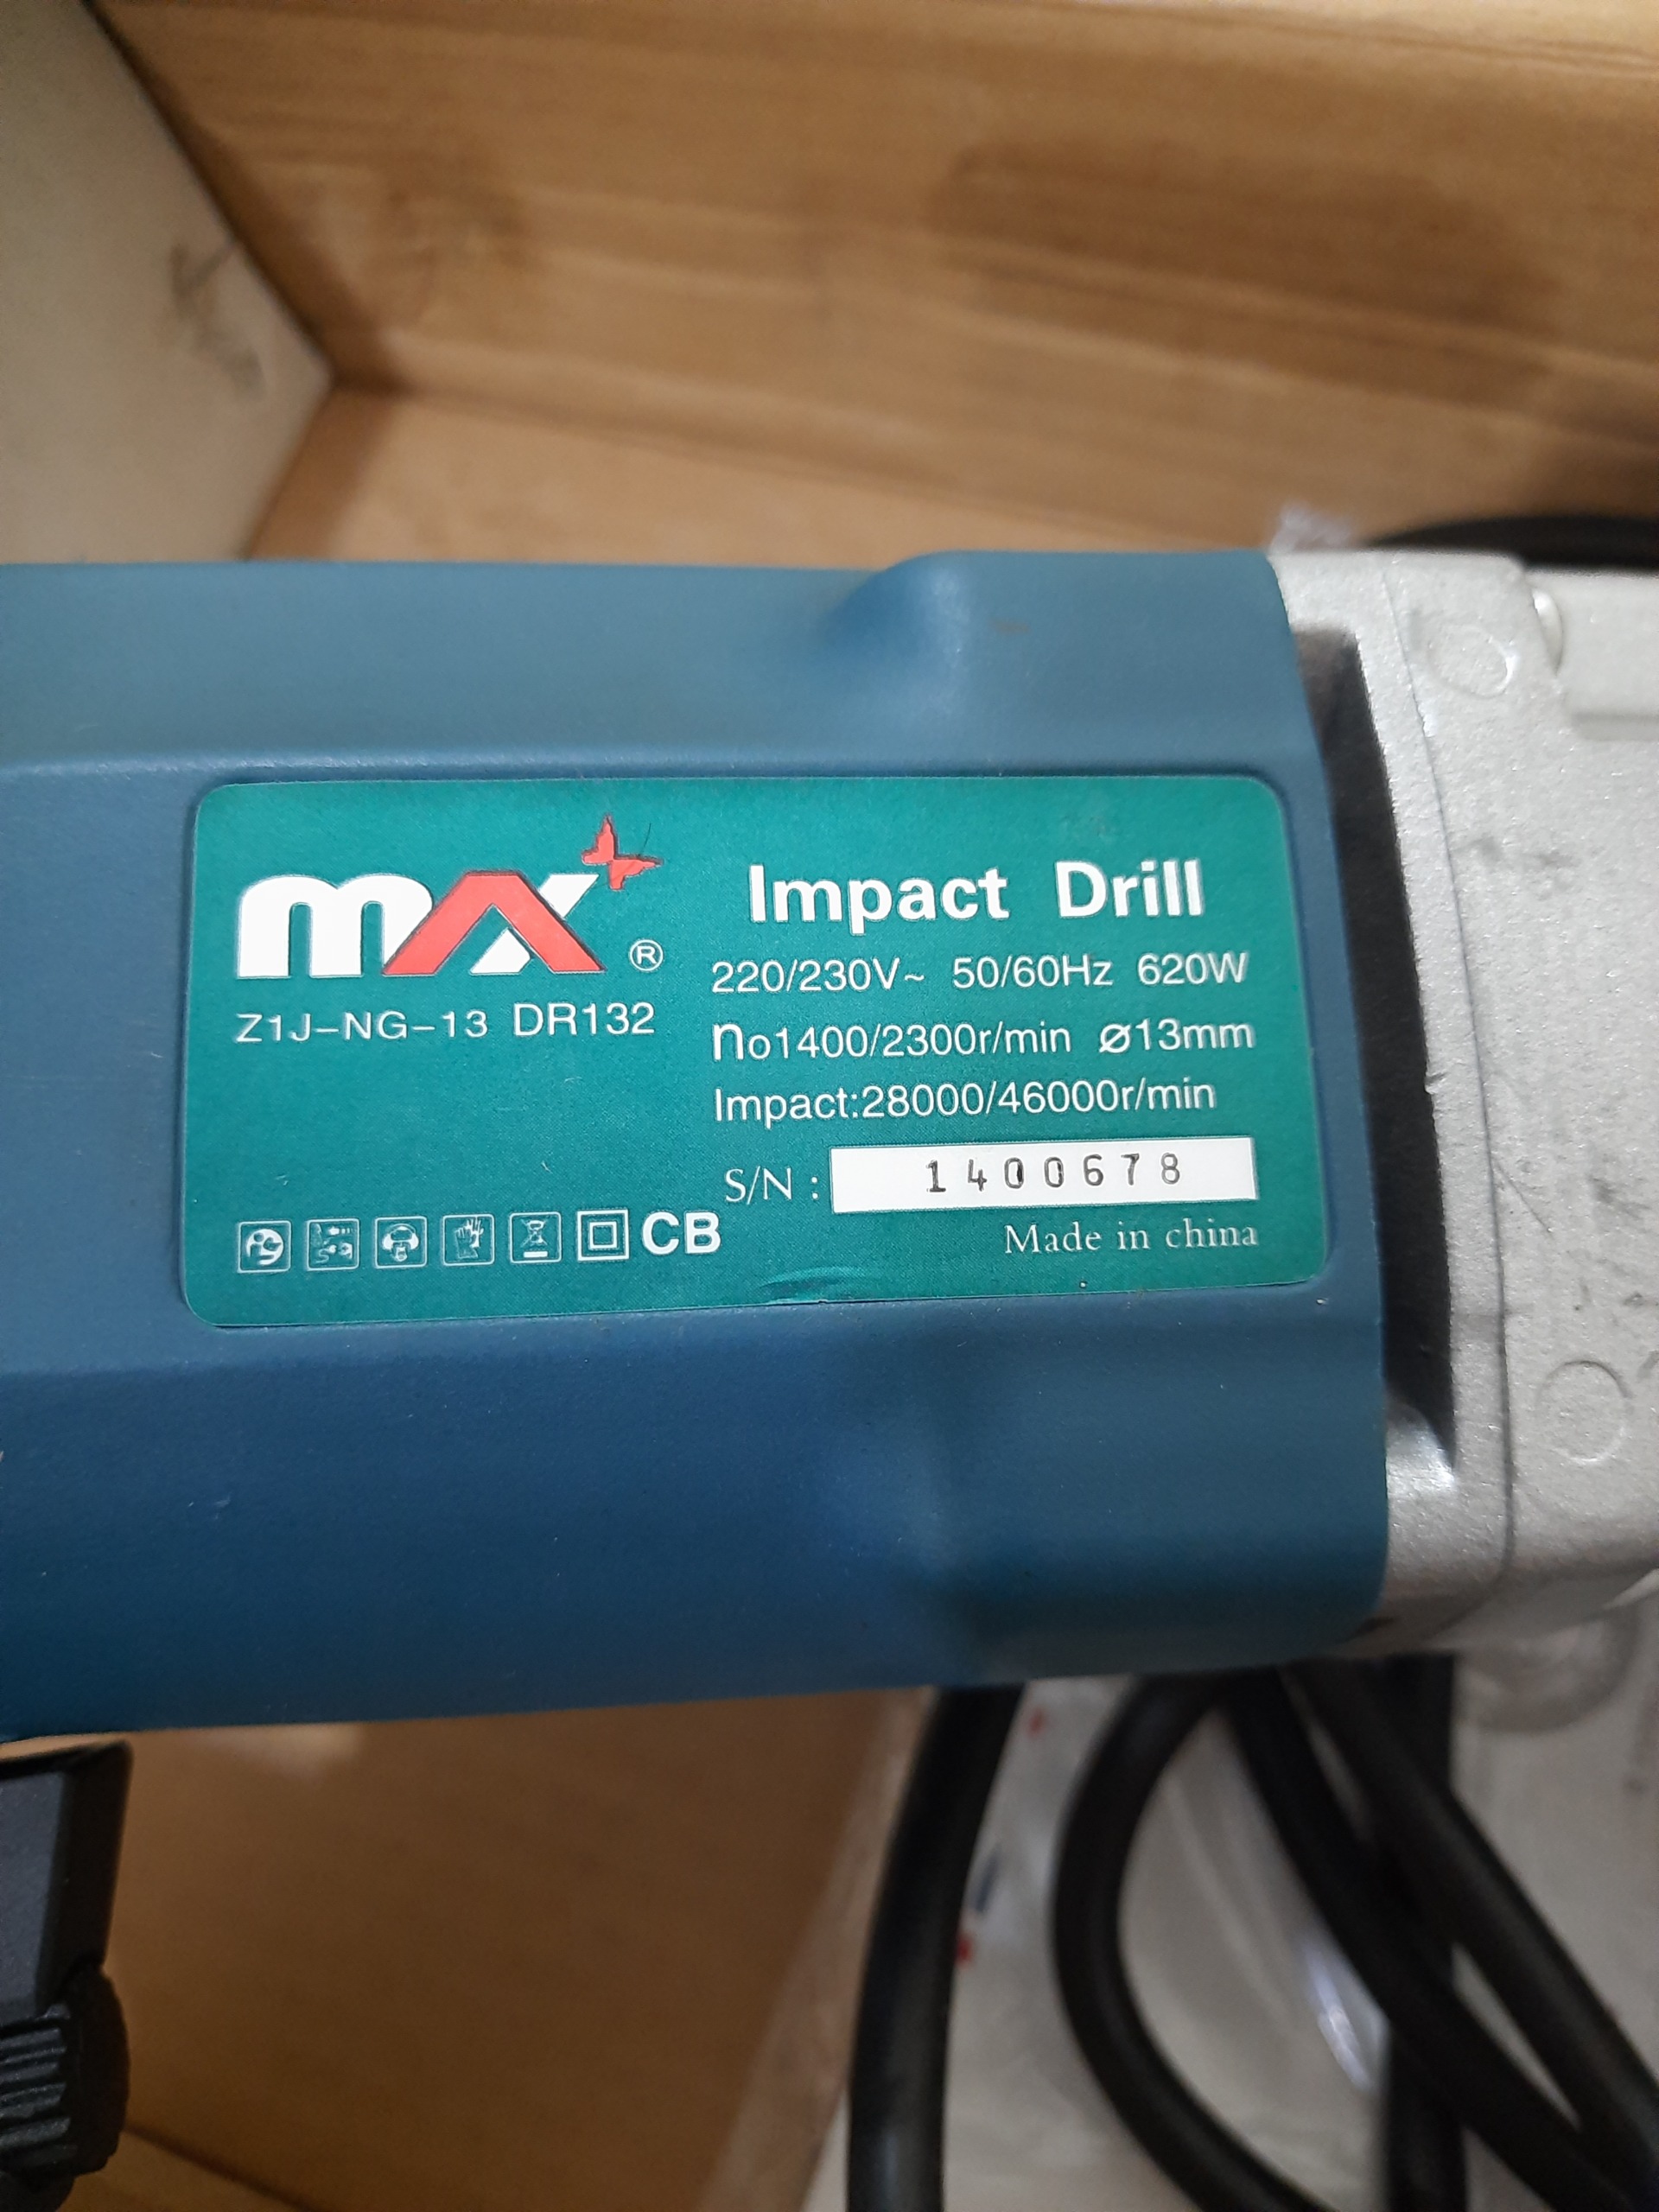 max ®
Z1J-NG-13 DR132
Impact Drill
220/230V~ 50/60Hz 620W
no1400/2300r/min ø13mm
Impact:28000/46000r/min
S/N : 1400678
CB
Made in china